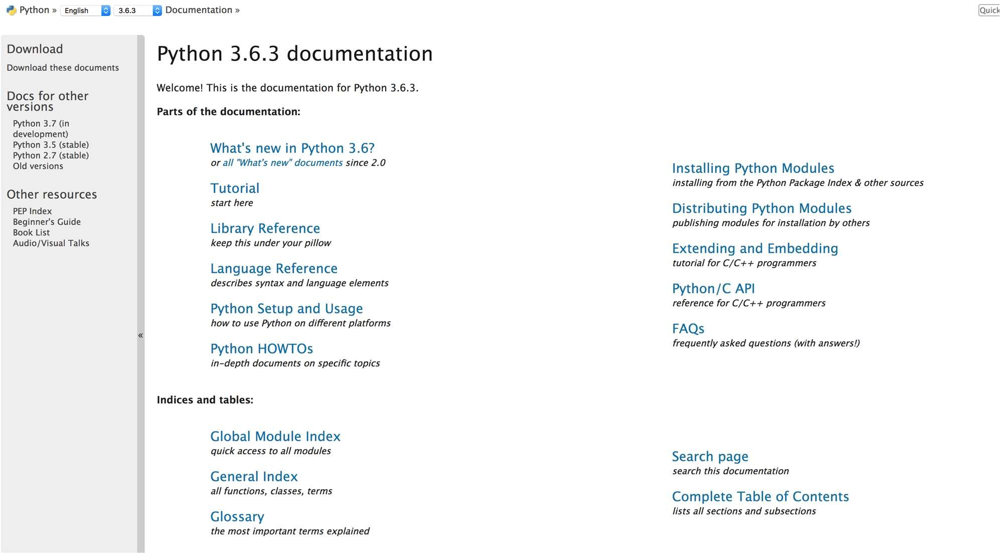 Python » English 3.6.3 Documentation »
Quick
Download
Download these documents
Docs for other
versions
Python 3.7 (in
development)
Python 3.5 (stable)
Python 2.7 (stable)
Old versions
Other resources
PEP Index
Beginner's Guide
Book List
Audio/Visual Talks
«
Python 3.6.3 documentation
Welcome! This is the documentation for Python 3.6.3.
Parts of the documentation:
What's new in Python 3.6?
or all "What's new" documents since 2.0
Tutorial
start here
Library Reference
keep this under your pillow
Language Reference
describes syntax and language elements
Python Setup and Usage
how to use Python on different platforms
Python HOWTOs
in-depth documents on specific topics
Installing Python Modules
installing from the Python Package Index & other sources
Distributing Python Modules
publishing modules for installation by others
Extending and Embedding
tutorial for C/C++ programmers
Python/C API
reference for C/C++ programmers
FAQs
frequently asked questions (with answers!)
Indices and tables:
Global Module Index
quick access to all modules
General Index
all functions, classes, terms
Glossary
the most important terms explained
Search page
search this documentation
Complete Table of Contents
lists all sections and subsections